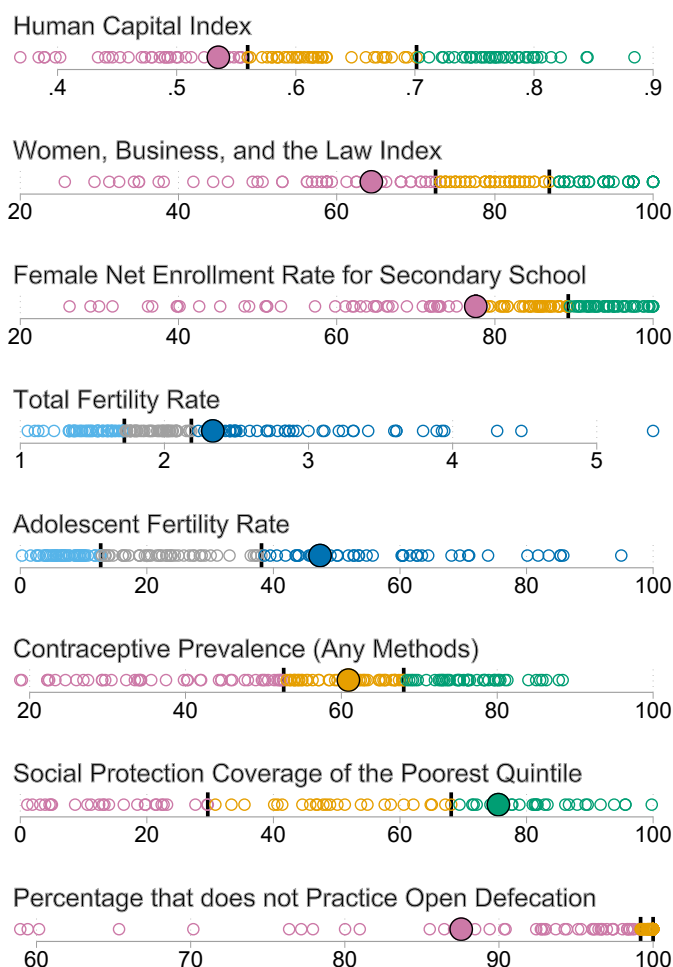 Human Capital Index
.4 .5 .6 .7 .8 .9
Women, Business, and the Law Index
20 40 60 80 100
Female Net Enrollment Rate for Secondary School
20 40 60 80 100
Total Fertility Rate
1 2 3 4 5
Adolescent Fertility Rate
0 20 40 60 80 100
Contraceptive Prevalence (Any Methods)
20 40 60 80 100
Social Protection Coverage of the Poorest Quintile
0 20 40 60 80 100
Percentage that does not Practice Open Defecation
60 70 80 90 100